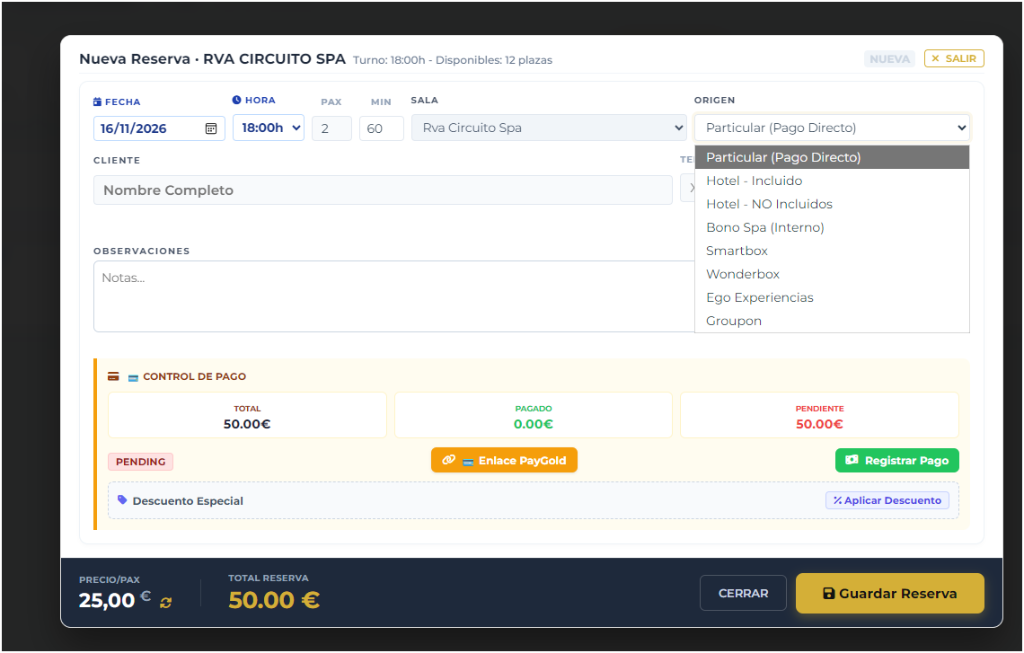 Nueva Reserva · RVA CIRCUITO SPA Turno: 18:00h - Disponibles: 12 plazas
NUEVA
× SALIR
FECHA
HORA
PAX
MIN
SALA
ORIGEN
16/11/2026
18:00h
2
60
Rva Circuito Spa
Particular (Pago Directo)
Particular (Pago Directo)
Hotel - Incluido
Hotel - NO Incluidos
Bono Spa (Interno)
Smartbox
Wonderbox
Ego Experiencias
Groupon
CLIENTE
Nombre Completo
OBSERVACIONES
Notas...
CONTROL DE PAGO
TOTAL
50.00€
PAGADO
0.00€
PENDIENTE
50.00€
PENDING
Enlace PayGold
Registrar Pago
Descuento Especial
Aplicar Descuento
PRECIO/PAX
25,00 €
TOTAL RESERVA
50.00 €
CERRAR
Guardar Reserva